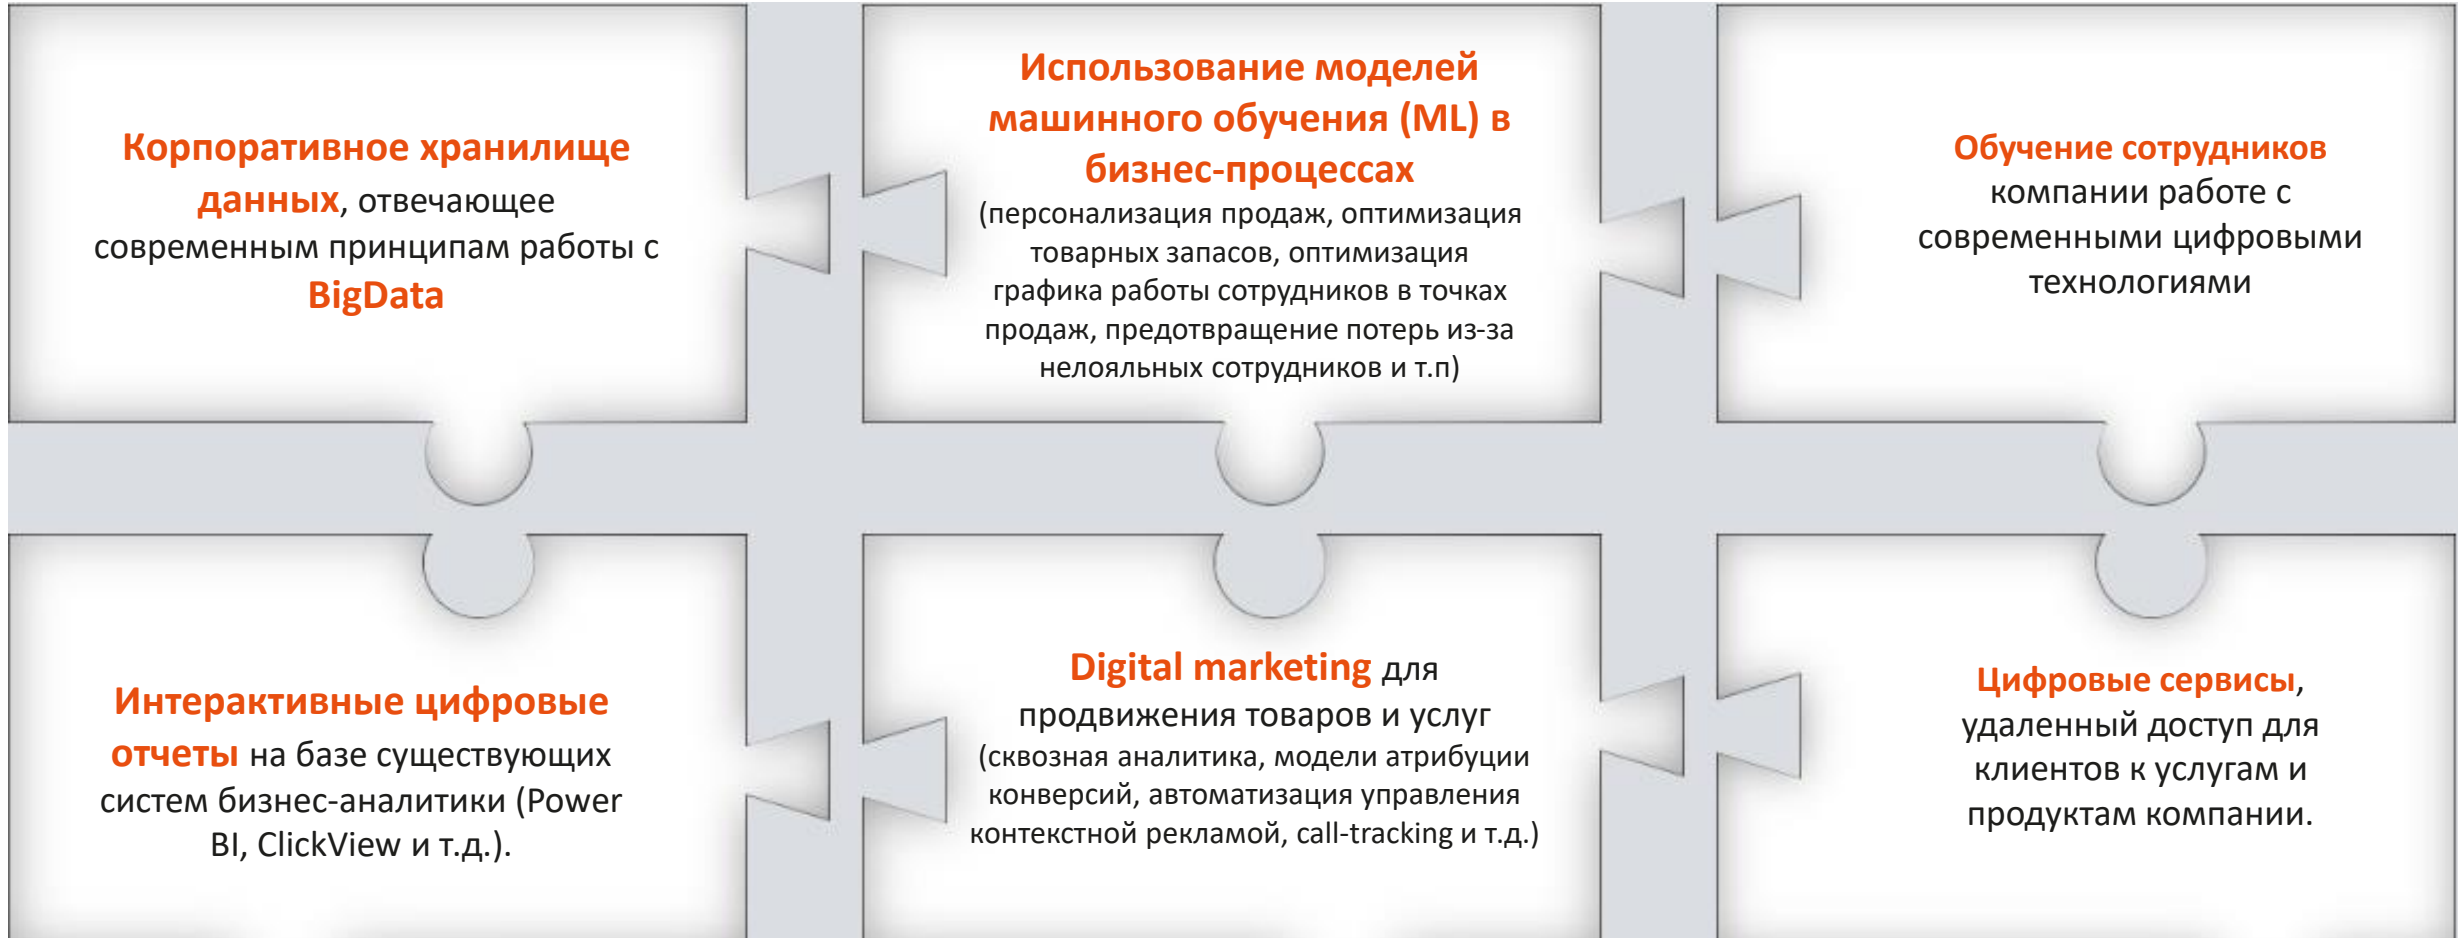 Корпоративное хранилище
данных, отвечающее
современным принципам работы с
BigData
Использование моделей
машинного обучения (ML) в
бизнес-процессах
(персонализация продаж, оптимизация
товарных запасов, оптимизация
графика работы сотрудников в точках
продаж, предотвращение потерь из-за
нелояльных сотрудников и т.п)
Обучение сотрудников
компании работе с
современными цифровыми
технологиями
Интерактивные цифровые
отчеты на базе существующих
систем бизнес-аналитики (Power
BI, ClickView и т.д.).
Digital marketing для
продвижения товаров и услуг
(сквозная аналитика, модели атрибуции
конверсий, автоматизация управления
контекстной рекламой, call-tracking и т.д.)
Цифровые сервисы,
удаленный доступ для
клиентов к услугам и
продуктам компании.